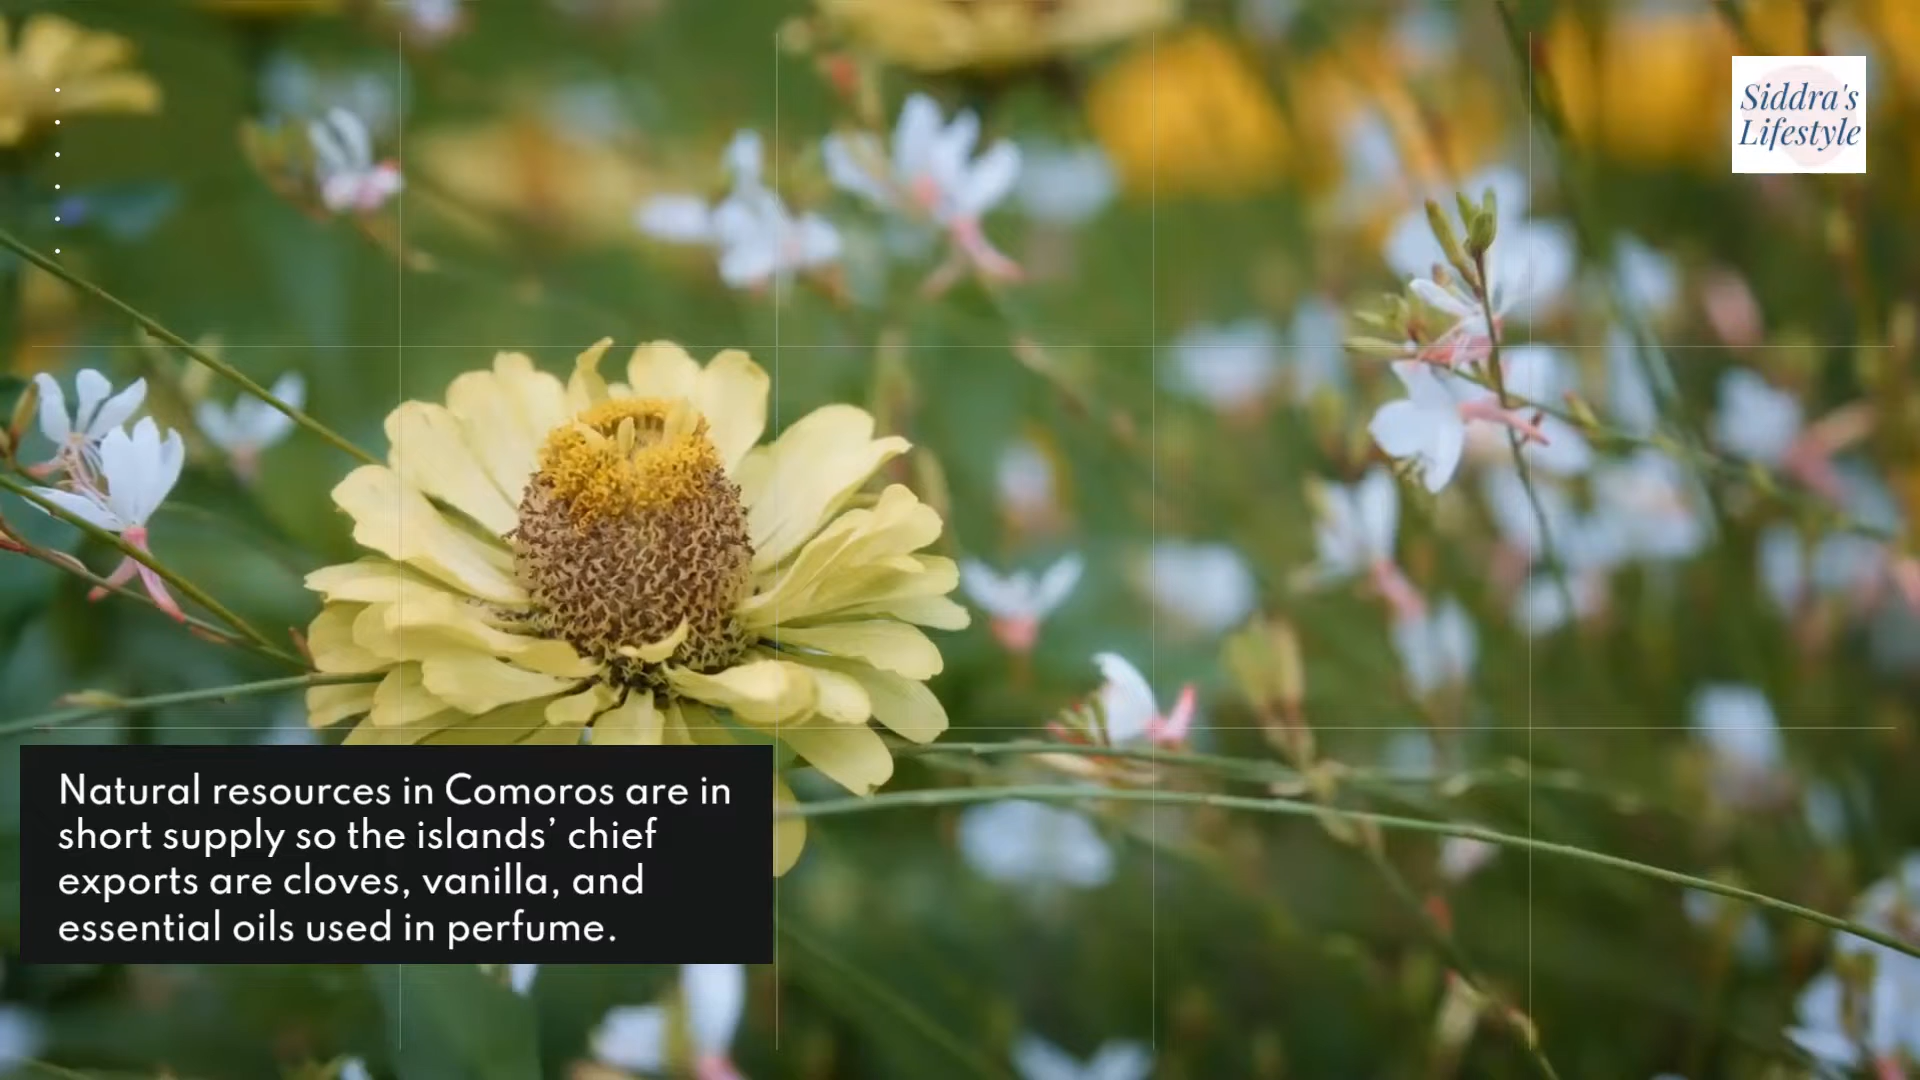 Siddra's
Lifestyle
Natural resources in Comoros are in
short supply so the islands’ chief
exports are cloves, vanilla, and
essential oils used in perfume.